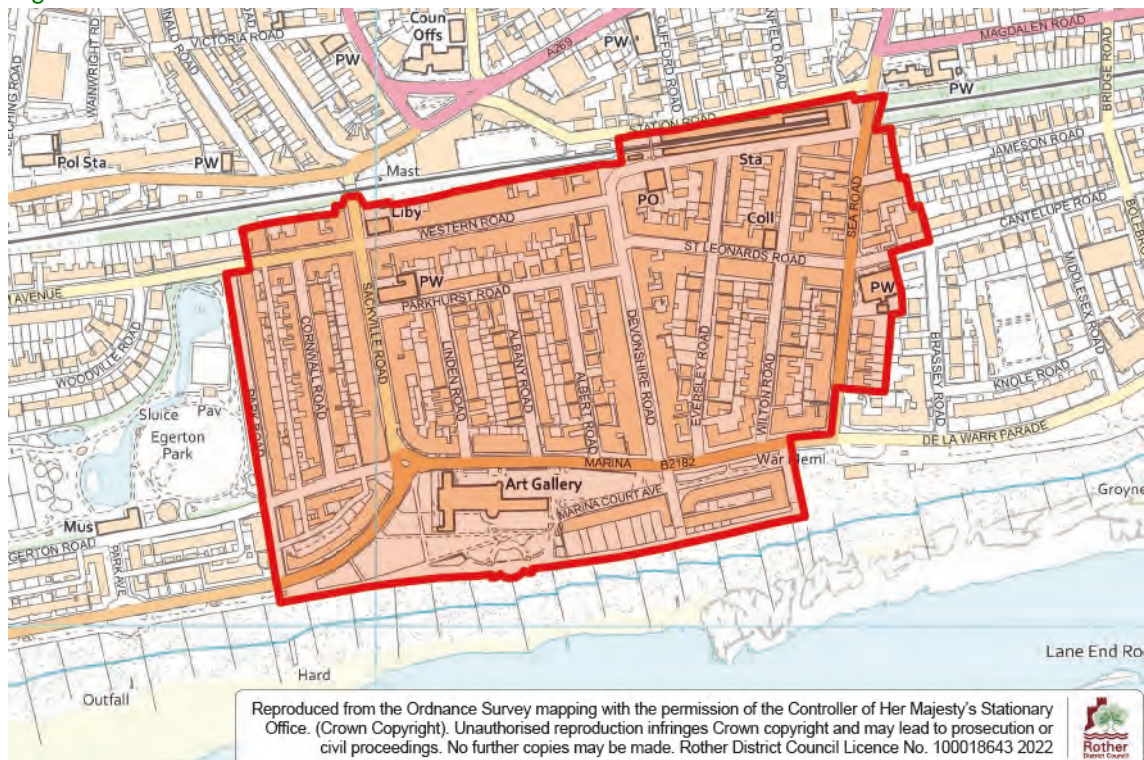 Coun
Offs
VICTORIA ROAD
PW
A269
PW
MAGDALEN ROAD
WAINWRIGHT RD
CLIFFORD ROAD
BRIDGE ROAD
PW
STATION ROAD
Pol Sta
PW
Mast
JAMESON ROAD
Sta
Liby
WESTERN ROAD
PO
Coll
SEA ROAD
CANTELUPE ROAD
ST LEONARDS ROAD
PW
PARKHURST ROAD
PW
SACKVILLE ROAD
MIDDLESEX ROAD
CORNWALL ROAD
LINDEN ROAD
ALBANY ROAD
ALBERT ROAD
DEVONSHIRE ROAD
EVERSLEY ROAD
WILTON ROAD
BRASSEY ROAD
KNOLE ROAD
WOODVILLE ROAD
PARK ROAD
Sluice
Pav
Egerton
Park
DE LA WARR PARADE
MARINA
B2182
War Meml
Art Gallery
MARINA COURT AVE
Groyne
Mus
PARK AVE
Hard
Outfall
Lane End
Reproduced from the Ordnance Survey mapping with the permission of the Controller of Her Majesty's Stationary
Office. (Crown Copyright). Unauthorised reproduction infringes Crown copyright and may lead to prosecution or
civil proceedings. No further copies may be made. Rother District Council Licence No. 100018643 2022
Rother
District Council